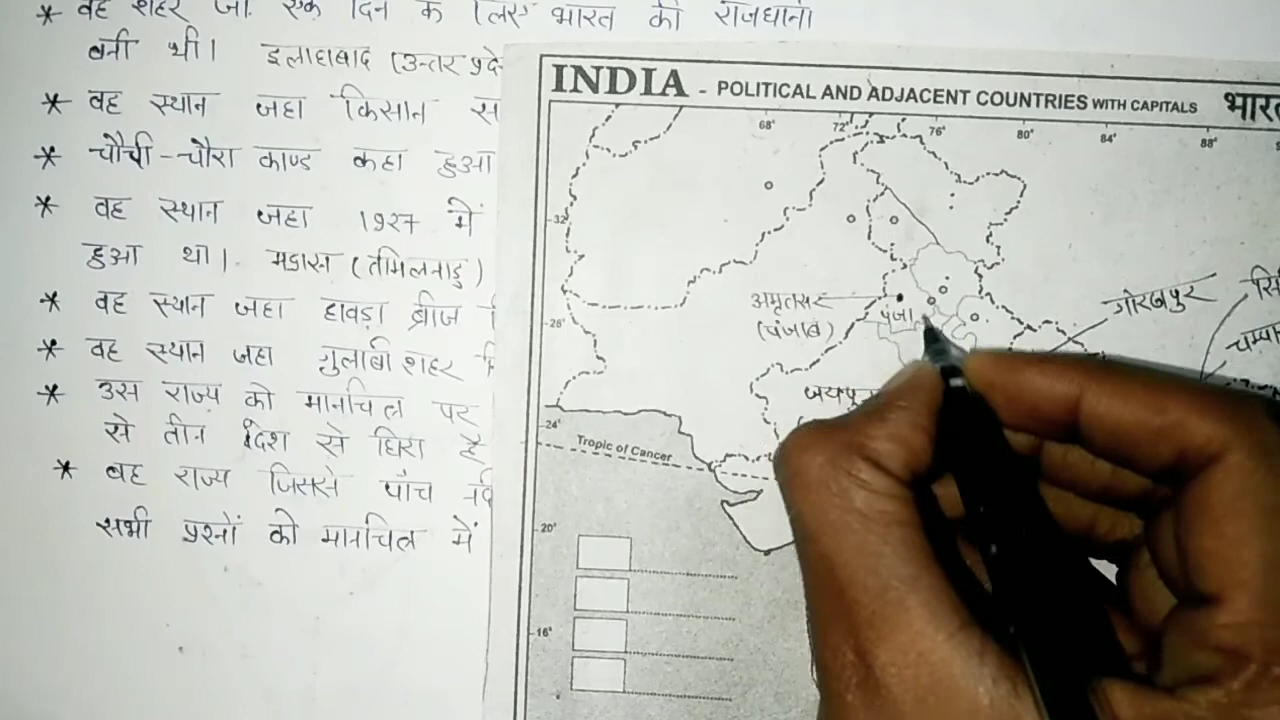 * वह शहर जो एक दिन के लिए भारत की राजधानी
बनी थी। इलाहाबाद (उत्तर प्रदे
* वह स्थान जहा किसान स
* चौची-चौरा काण्ड कहा हुआ
* वह स्थान जहा 1927 में
हुआ था। मद्रास (तमिलनाडु)
* वह स्थान जहा हावड़ा ब्रीज
* वह स्थान जहा गुलाबी शहर
* उस राज्य को मानचित्र पर
से तीन दिश से घिरा है
* वह राज्य जिससे पाँच नदि
सभी प्रश्नों को मानचित्र में
INDIA - POLITICAL AND ADJACENT COUNTRIES WITH CAPITALS भारत
68° 72° 76° 80° 84° 88°
32°
28°
24°
20°
16°
Tropic of Cancer
अमृतसर
(पंजाब)
पंजा
गोरखपुर
चम्पा
जयपुर